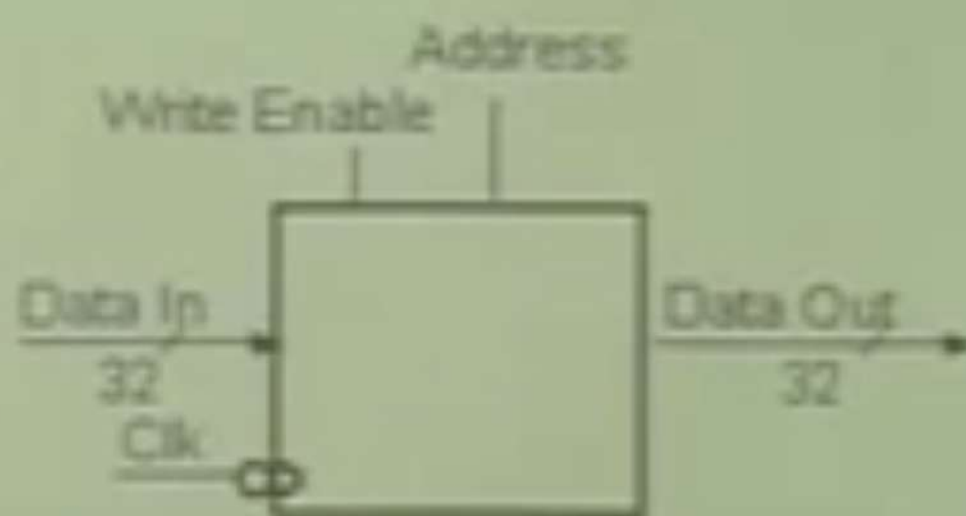 Address
Write Enable
Data In
32
Clk
Data Out
32